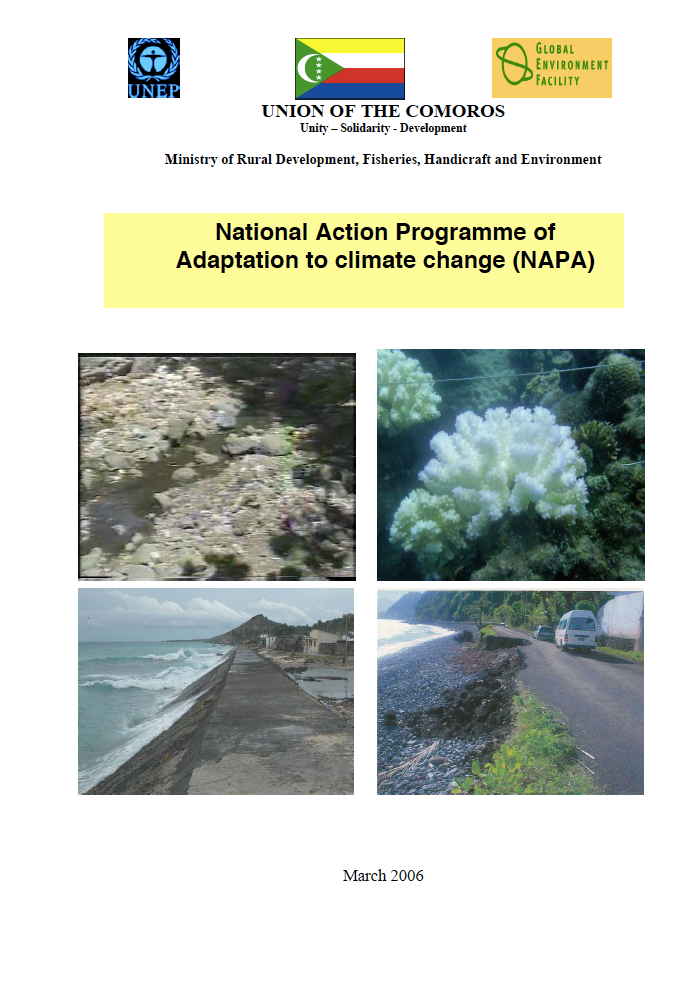 UNEP
GLOBAL
ENVIRONMENT
FACILITY
UNION OF THE COMOROS
Unity – Solidarity - Development
Ministry of Rural Development, Fisheries, Handicraft and Environment
National Action Programme of
Adaptation to climate change (NAPA)
March 2006